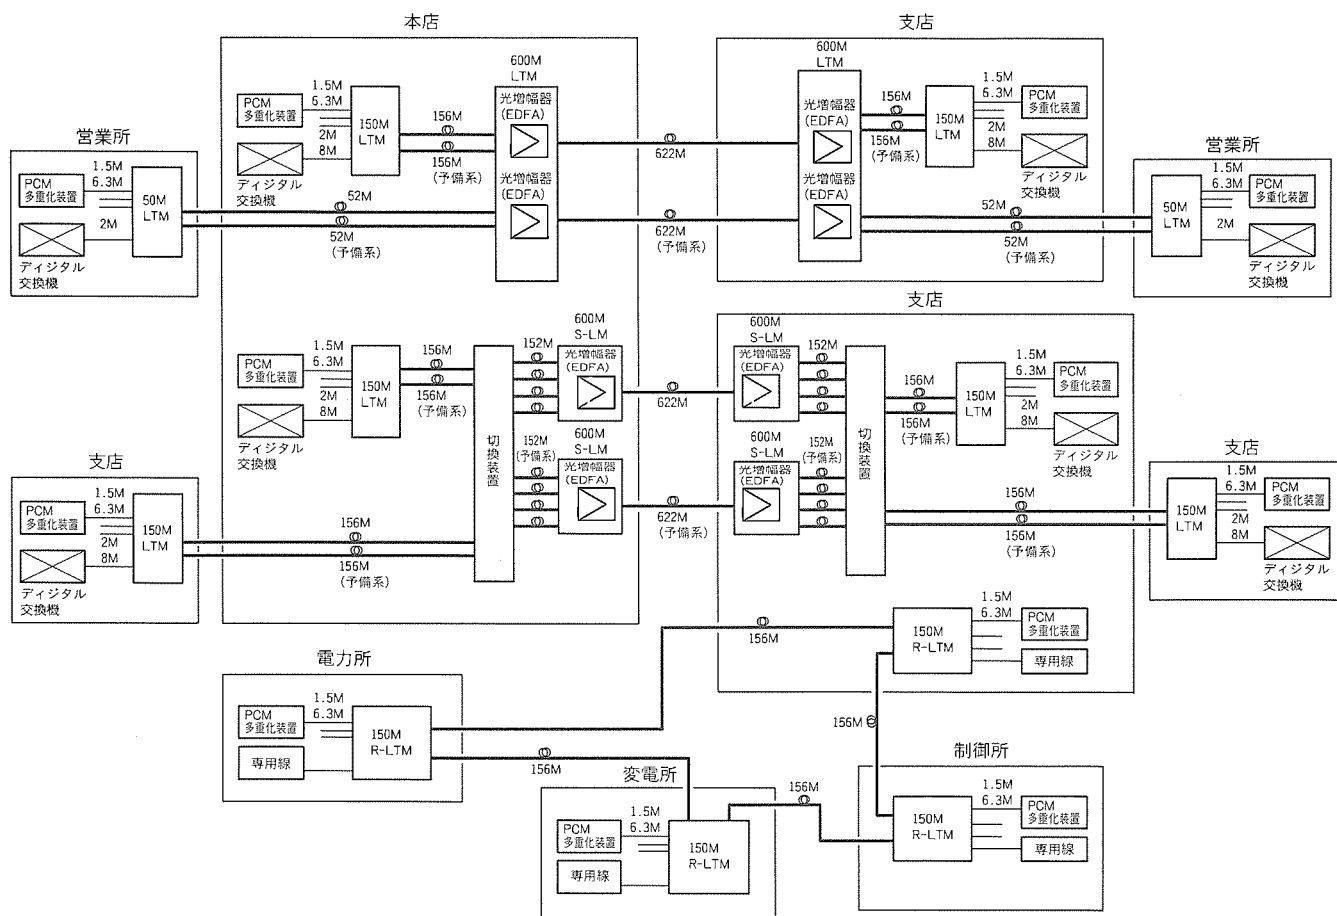 本店
600M
LTM
1.5M
6.3M
PCM
多重化装置
2M
8M
ディジタル
交換機
150M
LTM
156M
156M
(予備系)
光増幅器
(EDFA)
光増幅器
(EDFA)
622M
622M
(予備系)
支店
600M
LTM
光増幅器
(EDFA)
光増幅器
(EDFA)
156M
156M
(予備系)
150M
LTM
1.5M
6.3M
2M
8M
PCM
多重化装置
ディジタル
交換機
営業所
1.5M
6.3M
PCM
多重化装置
2M
ディジタル
交換機
50M
LTM
52M
52M
(予備系)
52M
52M
(予備系)
営業所
50M
LTM
1.5M
6.3M
2M
PCM
多重化装置
ディジタル
交換機
1.5M
6.3M
PCM
多重化装置
2M
8M
ディジタル
交換機
150M
LTM
156M
156M
(予備系)
切換装置
152M
152M
(予備系)
600M
S-LM
光増幅器
(EDFA)
600M
S-LM
光増幅器
(EDFA)
622M
622M
(予備系)
支店
600M
S-LM
光増幅器
(EDFA)
600M
S-LM
光増幅器
(EDFA)
152M
152M
(予備系)
切換装置
156M
156M
(予備系)
150M
LTM
1.5M
6.3M
2M
8M
PCM
多重化装置
ディジタル
交換機
支店
1.5M
6.3M
PCM
多重化装置
2M
8M
ディジタル
交換機
150M
LTM
156M
156M
(予備系)
156M
156M
(予備系)
支店
150M
LTM
1.5M
6.3M
2M
8M
PCM
多重化装置
ディジタル
交換機
156M
150M
R-LTM
1.5M
6.3M
PCM
多重化装置
専用線
電力所
1.5M
6.3M
PCM
多重化装置
専用線
150M
R-LTM
156M
156M
変電所
1.5M
6.3M
PCM
多重化装置
専用線
150M
R-LTM
156M
制御所
150M
R-LTM
1.5M
6.3M
PCM
多重化装置
専用線